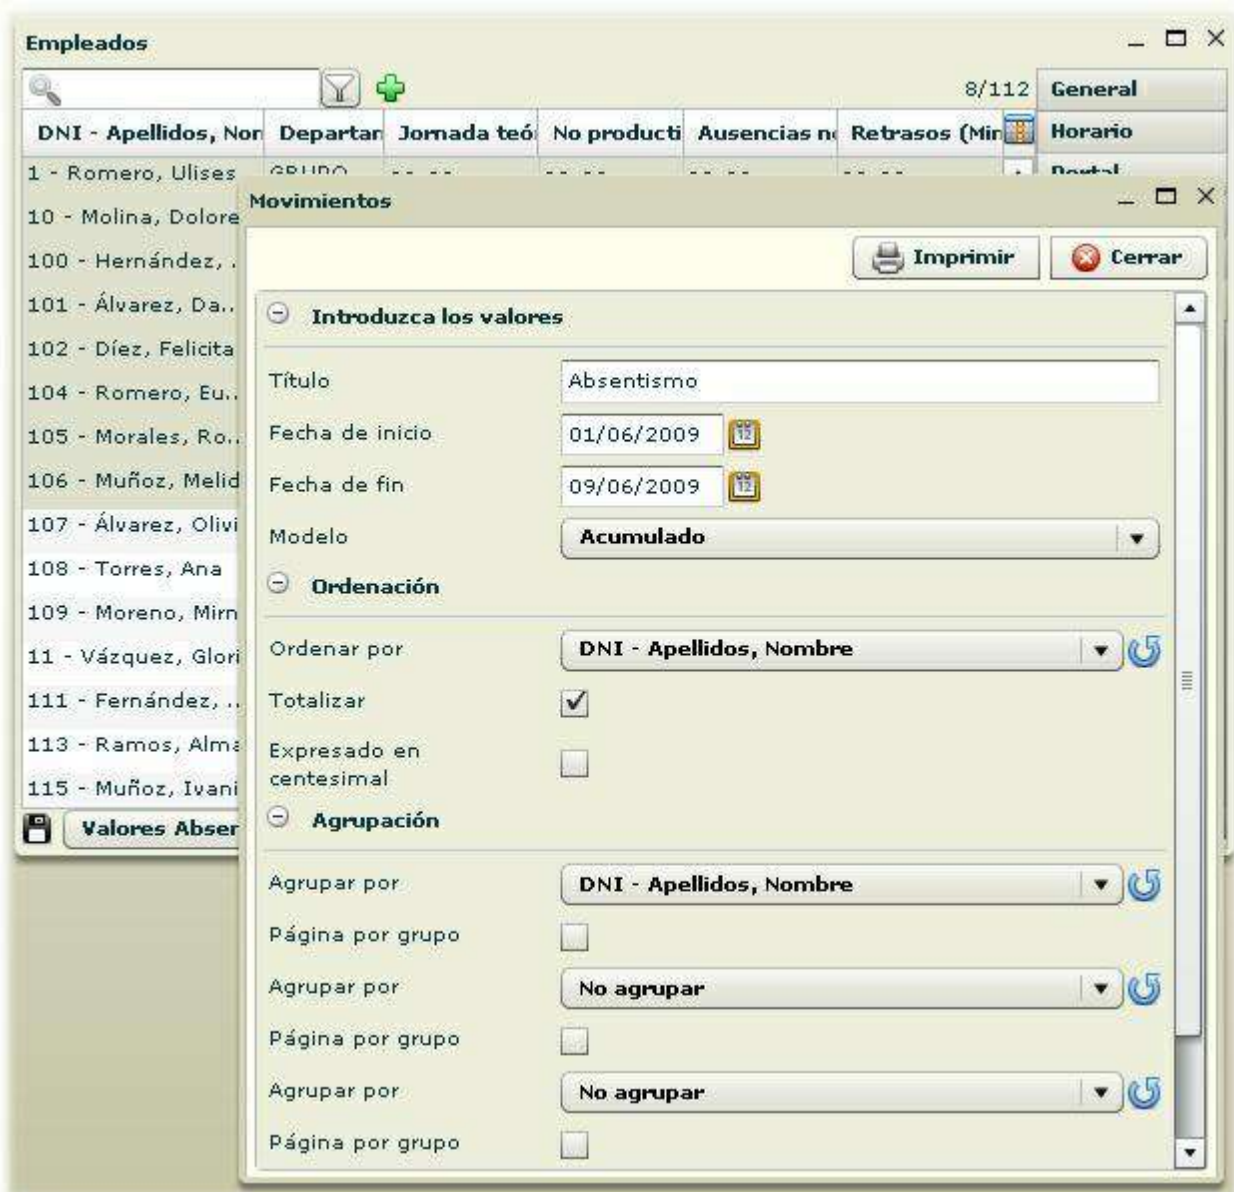 Empleados
8/112 General
DNI - Apellidos, Non Departan Jornada teó No producti Ausencias no Retrasos (Min Horario
1 - Romero, Ulises GRUPO Portal
Movimientos
10 - Molina, Dolore
Imprimir Cerrar
100 - Hernández, .
101 - Álvarez, Da..
Introduzca los valores
102 - Díez, Felicita
Título Absentismo
104 - Romero, Eu..
Fecha de inicio 01/06/2009
105 - Morales, Ro..
106 - Muñoz, Melid
Fecha de fin 09/06/2009
107 - Álvarez, Olivi
Modelo Acumulado
108 - Torres, Ana
Ordenación
109 - Moreno, Mirn
11 - Vázquez, Glori
Ordenar por DNI - Apellidos, Nombre
111 - Fernández, ..
Totalizar
113 - Ramos, Alma
Expresado en
centesimal
115 - Muñoz, Ivani
Valores Abser
Agrupación
Agrupar por DNI - Apellidos, Nombre
Página por grupo
Agrupar por No agrupar
Página por grupo
Agrupar por No agrupar
Página por grupo